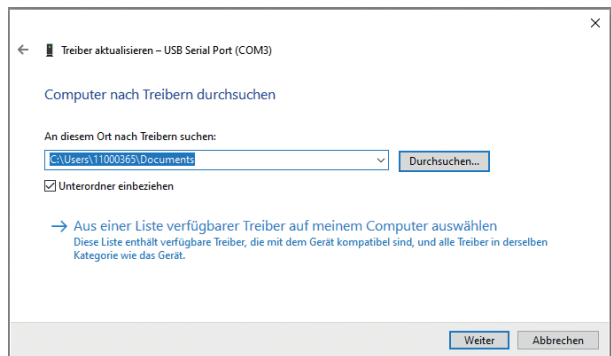 Treiber aktualisieren – USB Serial Port (COM3)
Computer nach Treibern durchsuchen
An diesem Ort nach Treibern suchen:
C:\Users\11000365\Documents
Durchsuchen...
Unterordner einbeziehen
Aus einer Liste verfügbarer Treiber auf meinem Computer auswählen
Diese Liste enthält verfügbare Treiber, die mit dem Gerät kompatibel sind, und alle Treiber in derselben
Kategorie wie das Gerät.
Weiter
Abbrechen